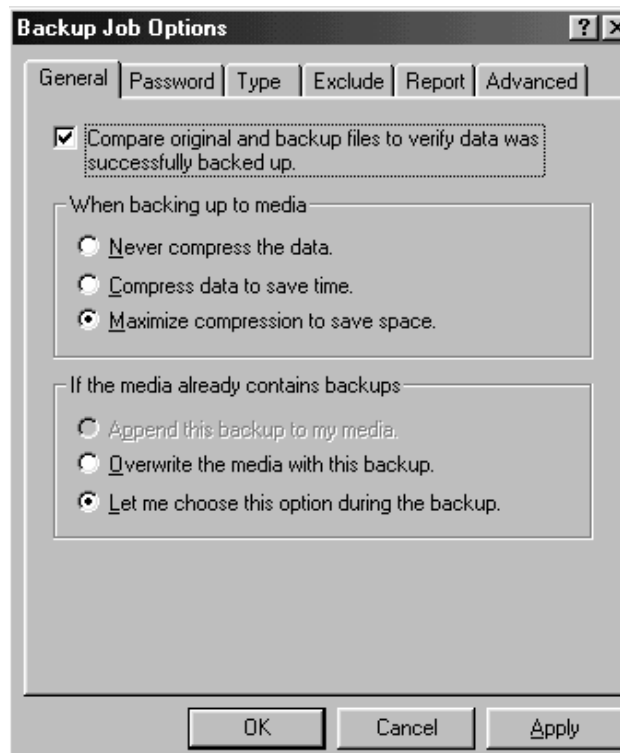 Backup Job Options
General Password Type Exclude Report Advanced
Compare original and backup files to verify data was
successfully backed up.
When backing up to media
Never compress the data.
Compress data to save time.
Maximize compression to save space.
If the media already contains backups
Append this backup to my media.
Overwrite the media with this backup.
Let me choose this option during the backup.
OK Cancel Apply